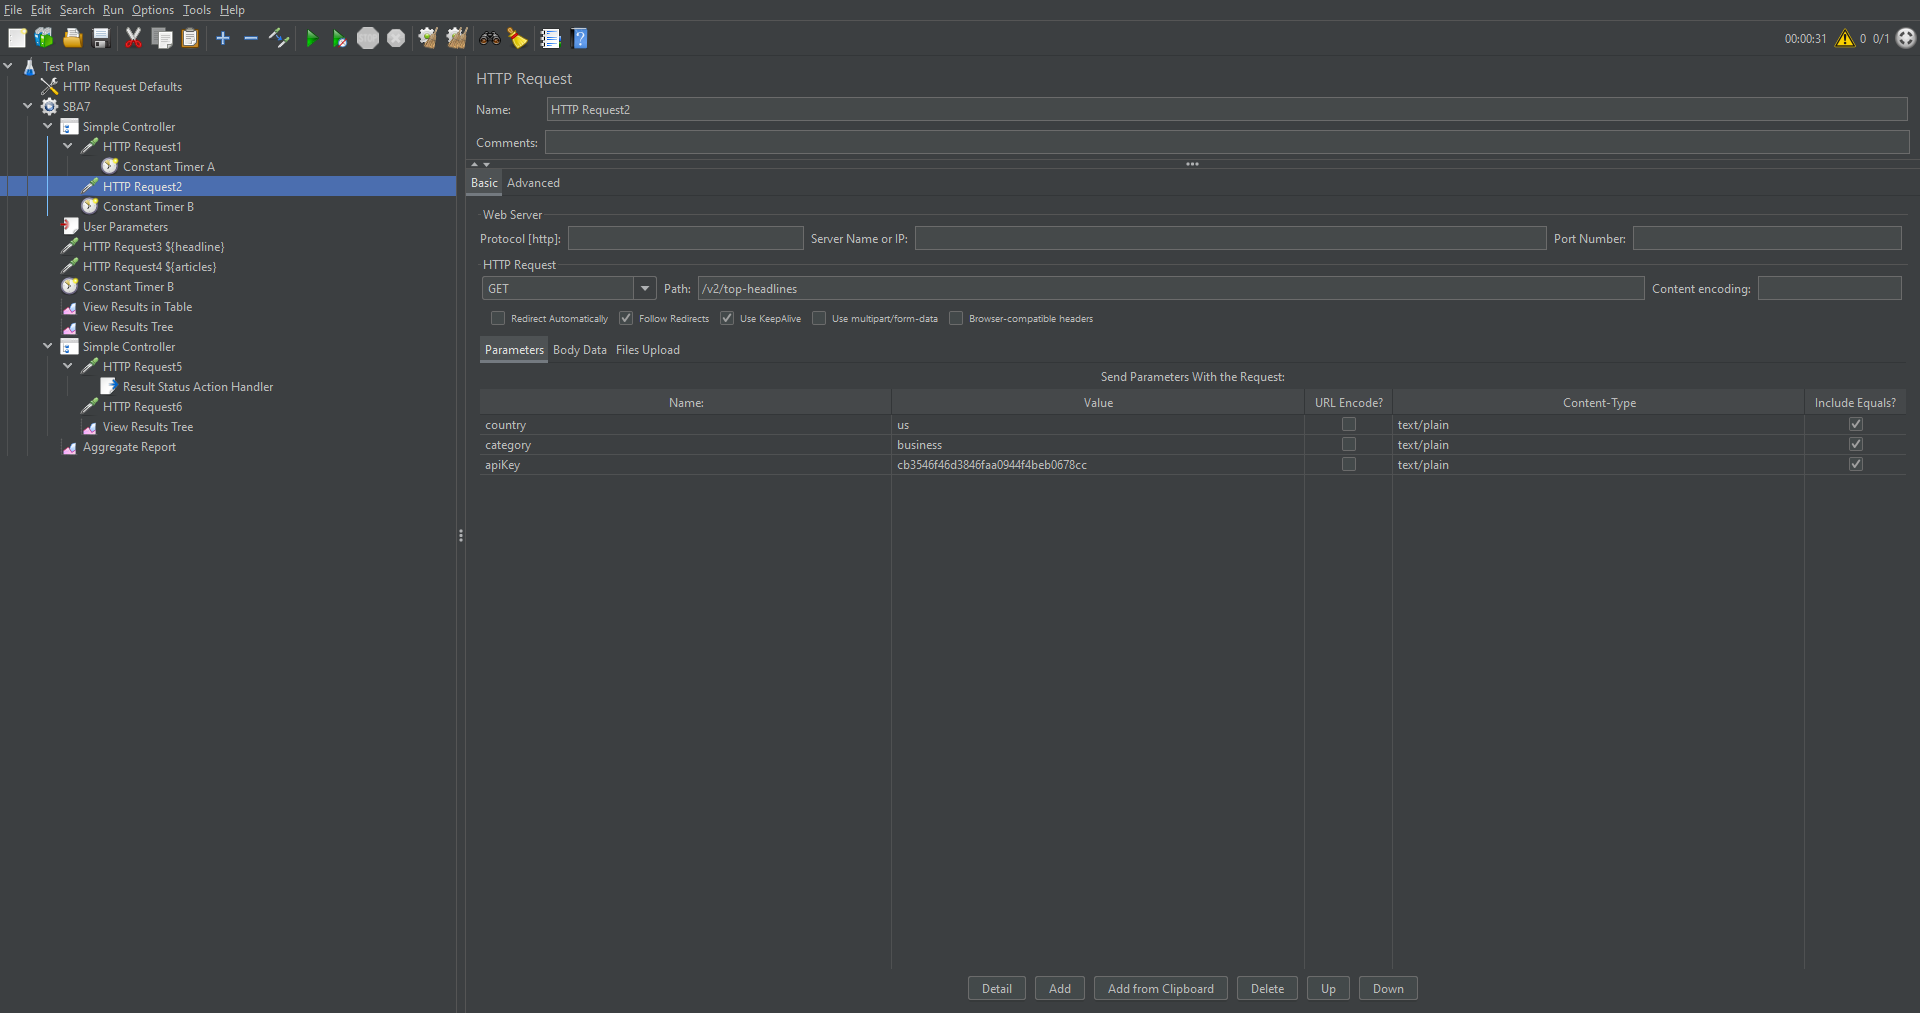 File Edit Search Run Options Tools Help
00:00:31 0 0/1
Test Plan
HTTP Request Defaults
SBA7
Simple Controller
HTTP Request1
Constant Timer A
HTTP Request2
Constant Timer B
User Parameters
HTTP Request3 ${headline}
HTTP Request4 ${articles}
Constant Timer B
View Results in Table
View Results Tree
Simple Controller
HTTP Request5
Result Status Action Handler
HTTP Request6
View Results Tree
Aggregate Report
HTTP Request
Name: HTTP Request2
Comments:
Basic Advanced
Web Server
Protocol [http]: Server Name or IP: Port Number:
HTTP Request
GET Path: /v2/top-headlines Content encoding:
Redirect Automatically Follow Redirects Use KeepAlive Use multipart/form-data Browser-compatible headers
Parameters Body Data Files Upload
Send Parameters With the Request:
Name: Value URL Encode? Content-Type Include Equals?
country us text/plain
category business text/plain
apiKey cb3546f46d3846faa0944f4beb0678cc text/plain
Detail Add Add from Clipboard Delete Up Down